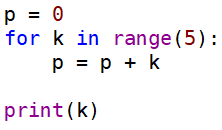 p = 0
for k in range(5):
    p = p + k

print(k)